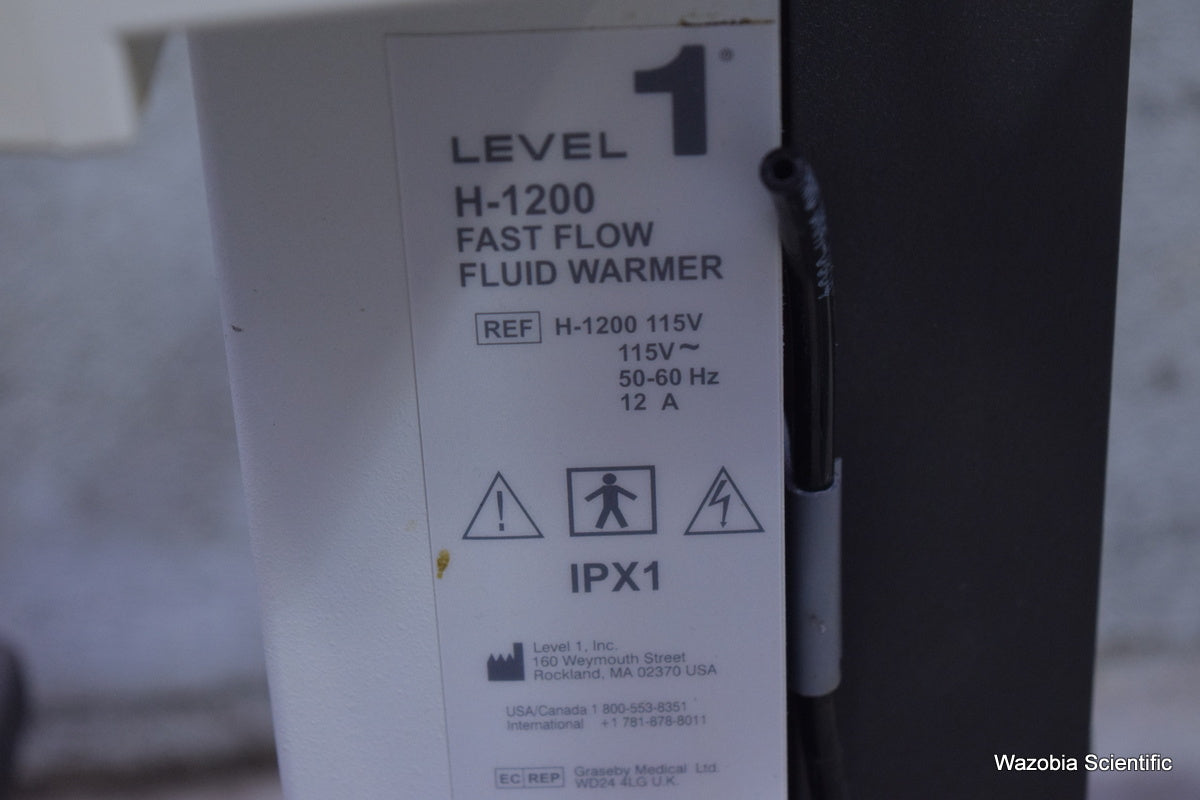 LEVEL 1®
H-1200
FAST FLOW
FLUID WARMER
REF H-1200 115V
115V~
50-60 Hz
12 A
IPX1
Level 1, Inc.
160 Weymouth Street
Rockland, MA 02370 USA
USA/Canada 1 800-553-8351
International +1 781-878-8011
EC REP Graseby Medical Ltd.
WD24 4LG U.K.
Wazobia Scientific